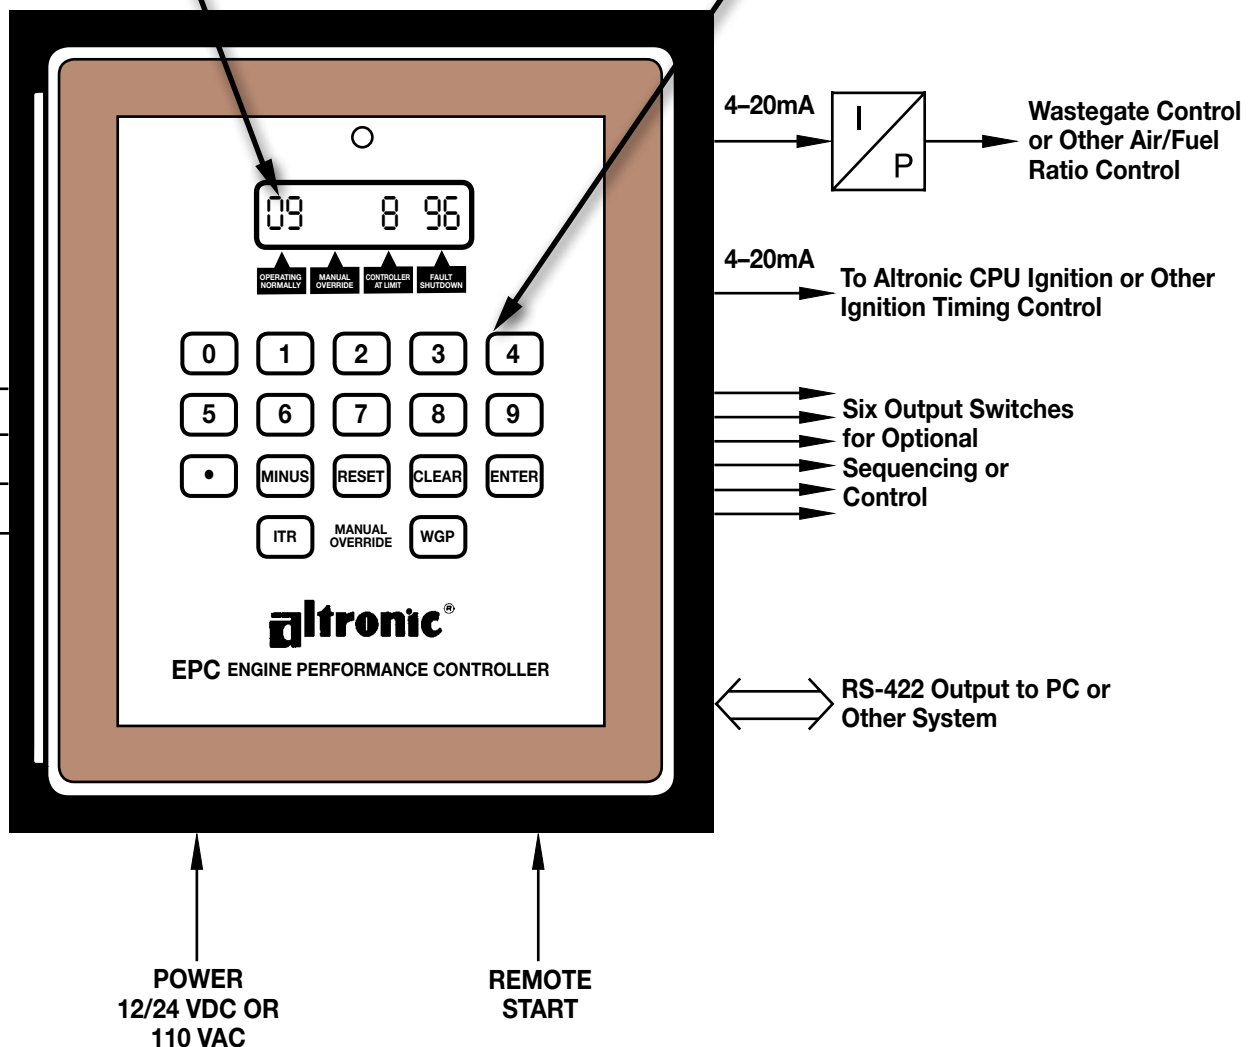 4–20mA
I
P
Wastegate Control
or Other Air/Fuel
Ratio Control
09 8 96
OPERATING
NORMALLY
MANUAL
OVERRIDE
CONTROLLER
AT LIMIT
FAULT
SHUTDOWN
4–20mA
To Altronic CPU Ignition or Other
Ignition Timing Control
0 1 2 3 4
5 6 7 8 9
• MINUS RESET CLEAR ENTER
ITR
MANUAL
OVERRIDE
WGP
Six Output Switches
for Optional
Sequencing or
Control
altronic®
EPC ENGINE PERFORMANCE CONTROLLER
RS-422 Output to PC or
Other System
POWER
12/24 VDC OR
110 VAC
REMOTE
START